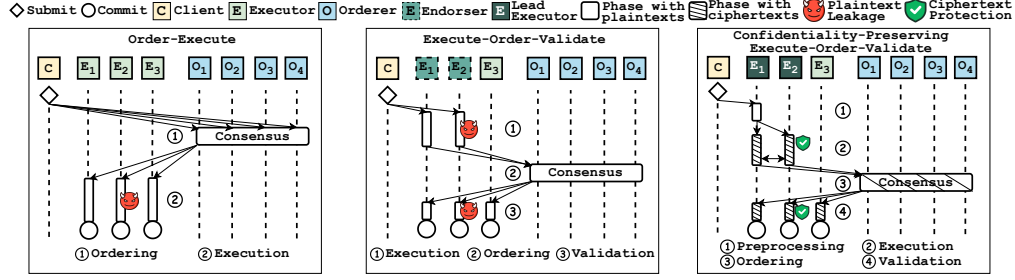 Submit Commit C Client E Executor O Orderer E Endorser E Lead Executor Phase with plaintexts Phase with ciphertexts Plaintext Leakage Ciphertext Protection
Order-Execute
C E1 E2 E3 O1 O2 O3 O4
1 Consensus
2
1 Ordering 2 Execution
Execute-Order-Validate
C E1 E2 E3 O1 O2 O3 O4
1
2 Consensus
3
1 Execution 2 Ordering 3 Validation
Confidentiality-Preserving
Execute-Order-Validate
C E1 E2 E3 O1 O2 O3 O4
1
2
3 Consensus
4
1 Preprocessing 2 Execution
3 Ordering 4 Validation